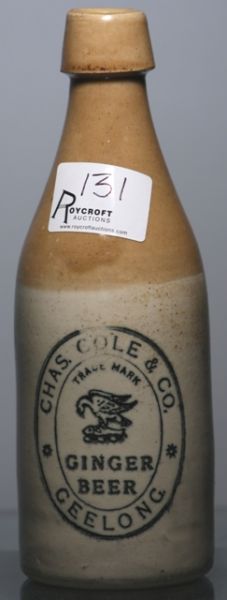 131
ROYCROFT
AUCTIONS
www.roycroftauctions.com
CHAS. COLE & CO.
TRADE MARK
GINGER
BEER
GEELONG